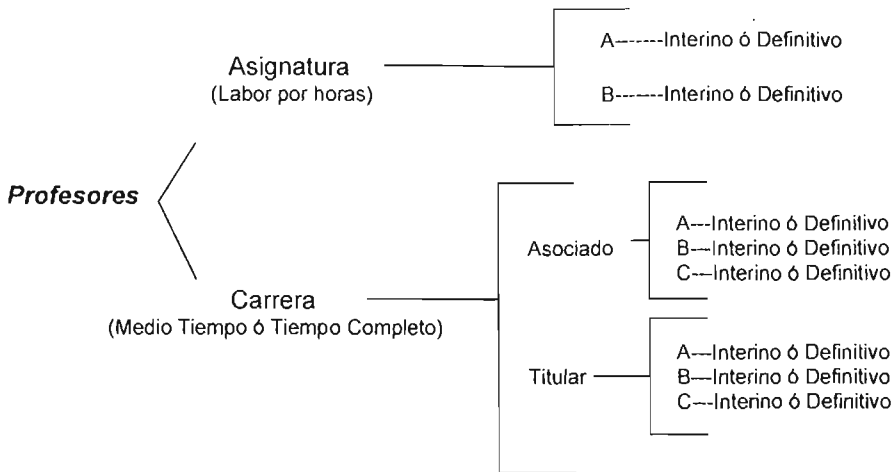 Profesores
Asignatura
(Labor por horas)
A------Interino ó Definitivo
B-------Interino ó Definitivo
Carrera
(Medio Tiempo ó Tiempo Completo)
Asociado
A---Interino ó Definitivo
B---Interino ó Definitivo
C---Interino ó Definitivo
Titular
A---Interino ó Definitivo
B---Interino ó Definitivo
C---Interino ó Definitivo